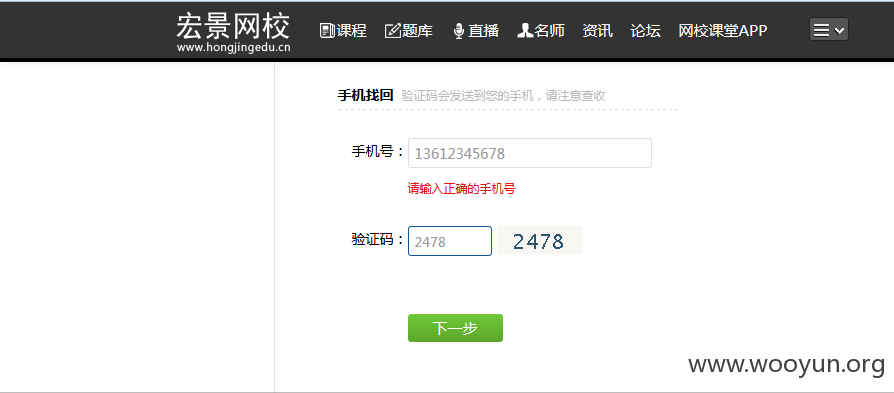 宏景网校
www.hongjingedu.cn
课程 题库 直播 名师 资讯 论坛 网校课堂APP
手机找回 验证码会发送到您的手机，请注意查收
手机号： 13612345678
请输入正确的手机号
验证码： 2478 2478
下一步
www.wooyun.org